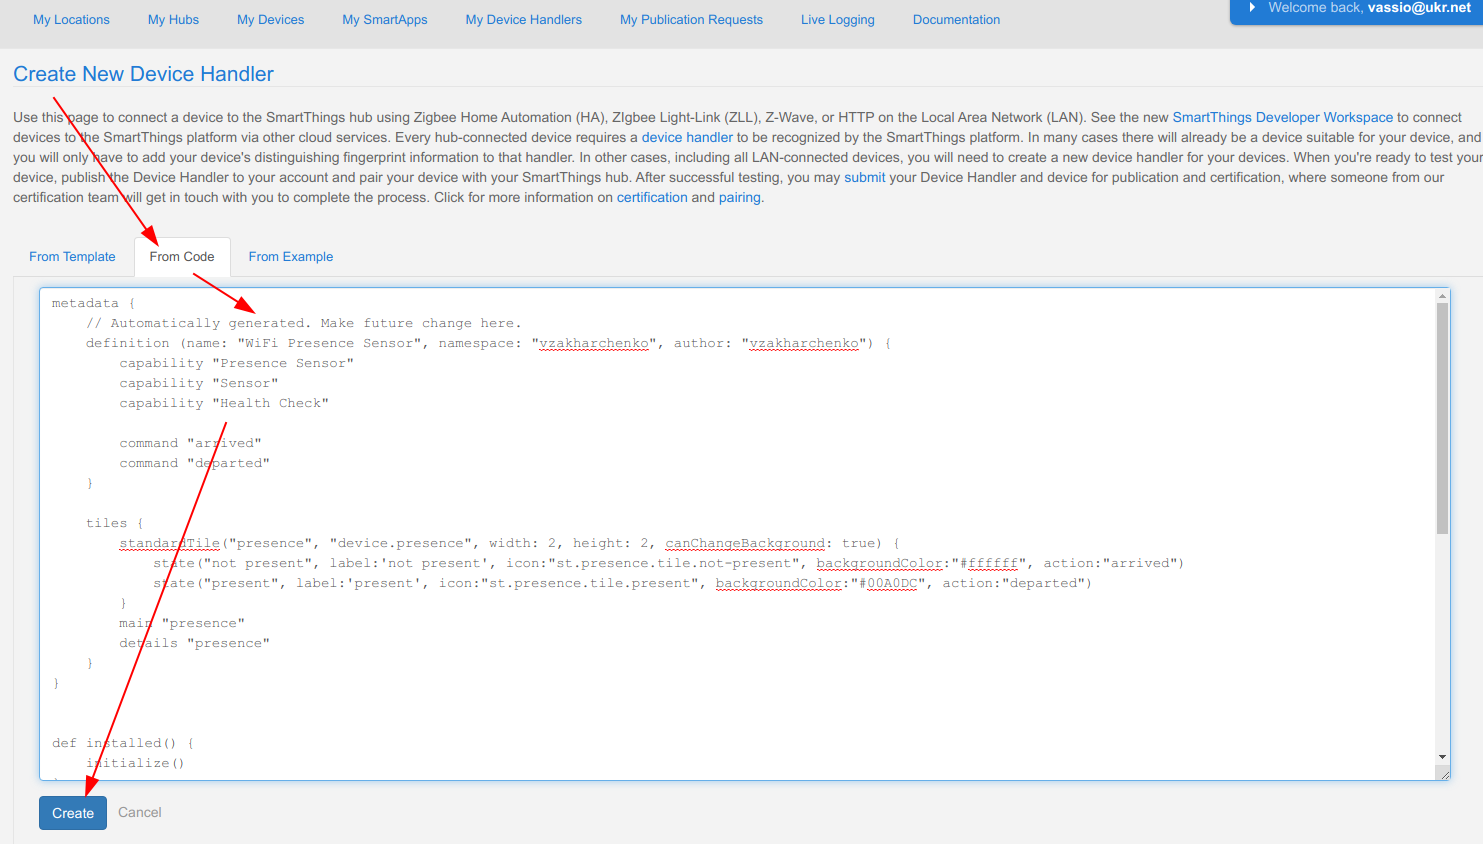 My Locations My Hubs My Devices My SmartApps My Device Handlers My Publication Requests Live Logging Documentation Welcome back, vassio@ukr.net
Create New Device Handler
Use this page to connect a device to the SmartThings hub using Zigbee Home Automation (HA), ZIgbee Light-Link (ZLL), Z-Wave, or HTTP on the Local Area Network (LAN). See the new SmartThings Developer Workspace to connect
devices to the SmartThings platform via other cloud services. Every hub-connected device requires a device handler to be recognized by the SmartThings platform. In many cases there will already be a device suitable for your device, and
you will only have to add your device's distinguishing fingerprint information to that handler. In other cases, including all LAN-connected devices, you will need to create a new device handler for your devices. When you're ready to test your
device, publish the Device Handler to your account and pair your device with your SmartThings hub. After successful testing, you may submit your Device Handler and device for publication and certification, where someone from our
certification team will get in touch with you to complete the process. Click for more information on certification and pairing.
From Template From Code From Example
metadata {
    // Automatically generated. Make future change here.
    definition (name: "WiFi Presence Sensor", namespace: "vzakharchenko", author: "vzakharchenko") {
        capability "Presence Sensor"
        capability "Sensor"
        capability "Health Check"
        command "arrived"
        command "departed"
    }
    tiles {
        standardTile("presence", "device.presence", width: 2, height: 2, canChangeBackground: true) {
            state("not present", label:'not present', icon:"st.presence.tile.not-present", backgroundColor:"#ffffff", action:"arrived")
            state("present", label:'present', icon:"st.presence.tile.present", backgroundColor:"#00A0DC", action:"departed")
        }
        main "presence"
        details "presence"
    }
}
def installed() {
    initialize()
Create Cancel